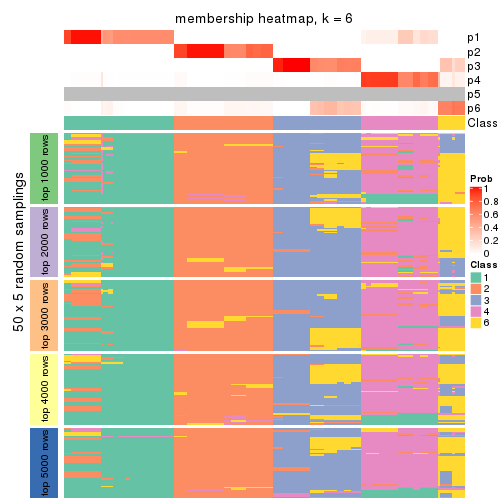 membership heatmap, k = 6
p1
p2
p3
p4
p5
p6
Class
50 x 5 random samplings
top 1000 rows
top 2000 rows
top 3000 rows
top 4000 rows
top 5000 rows
Prob
1
0.8
0.6
0.4
0.2
0
Class
1
2
3
4
6